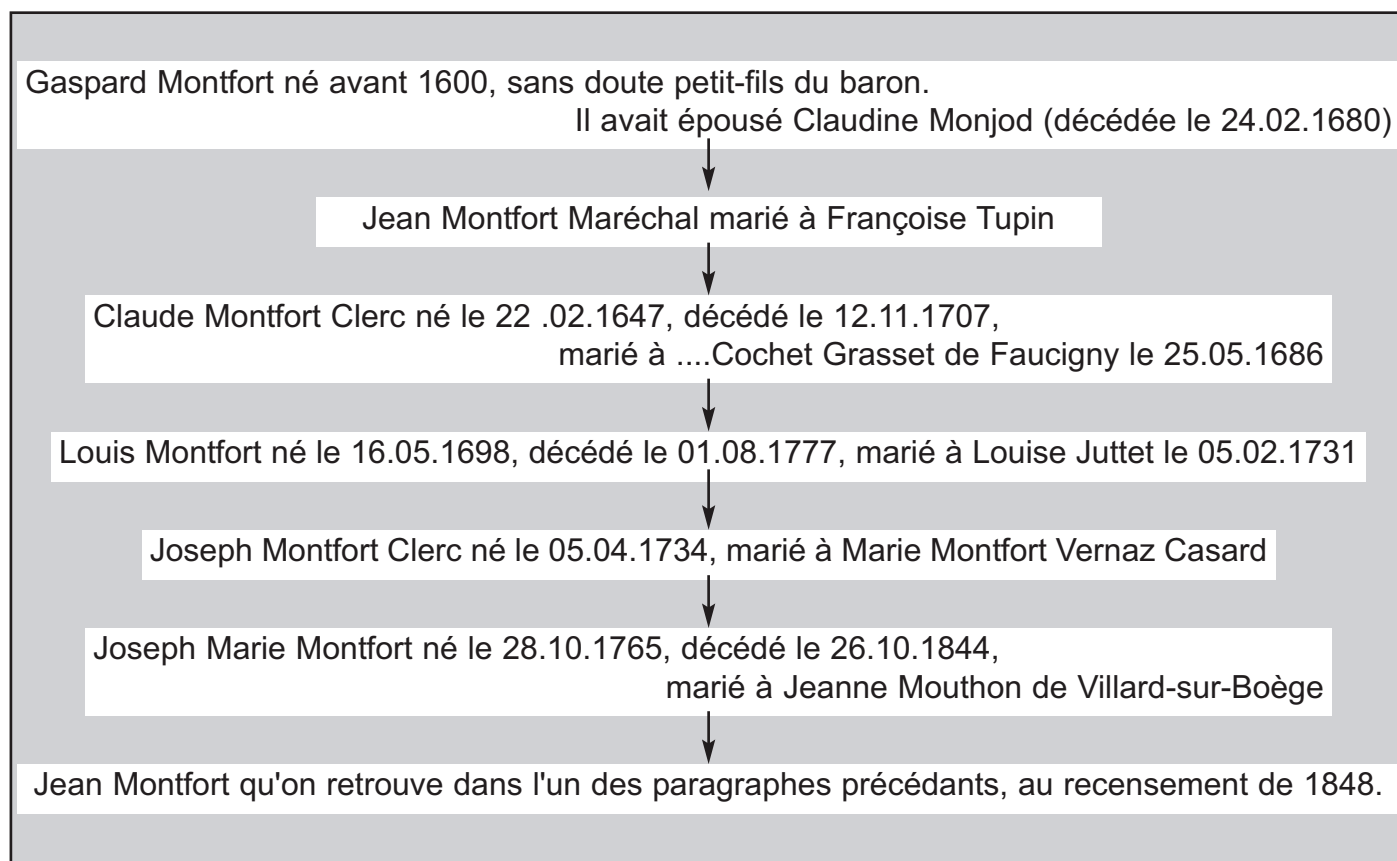 Gaspard Montfort né avant 1600, sans doute petit-fils du baron.
Il avait épousé Claudine Monjod (décédée le 24.02.1680)
Jean Montfort Maréchal marié à Françoise Tupin
Claude Montfort Clerc né le 22 .02.1647, décédé le 12.11.1707,
marié à ....Cochet Grasset de Faucigny le 25.05.1686
Louis Montfort né le 16.05.1698, décédé le 01.08.1777, marié à Louise Juttet le 05.02.1731
Joseph Montfort Clerc né le 05.04.1734, marié à Marie Montfort Vernaz Casard
Joseph Marie Montfort né le 28.10.1765, décédé le 26.10.1844,
marié à Jeanne Mouthon de Villard-sur-Boège
Jean Montfort qu'on retrouve dans l'un des paragraphes précédants, au recensement de 1848.